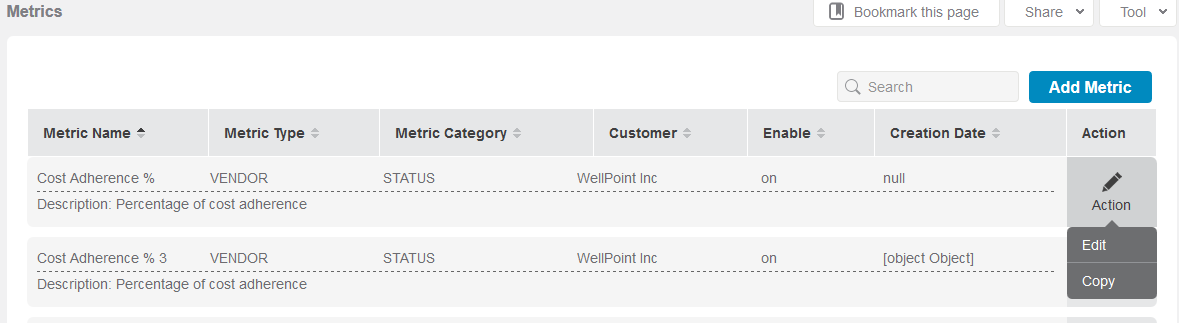 Metrics
Bookmark this page Share Tool
Search Add Metric
Metric Name Metric Type Metric Category Customer Enable Creation Date Action
Cost Adherence % VENDOR STATUS WellPoint Inc on null
Action
Description: Percentage of cost adherence
Edit
Cost Adherence % 3 VENDOR STATUS WellPoint Inc on [object Object]
Copy
Description: Percentage of cost adherence